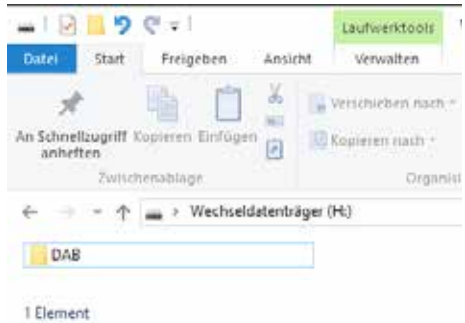 Laufwerktools
Datei Start Freigeben Ansicht Verwalten
An Schnellzugriff anheften Kopieren Einfügen
Verschieben nach
Kopieren nach
Zwischenablage
Wechseldatenträger (H:)
DAB
1 Element